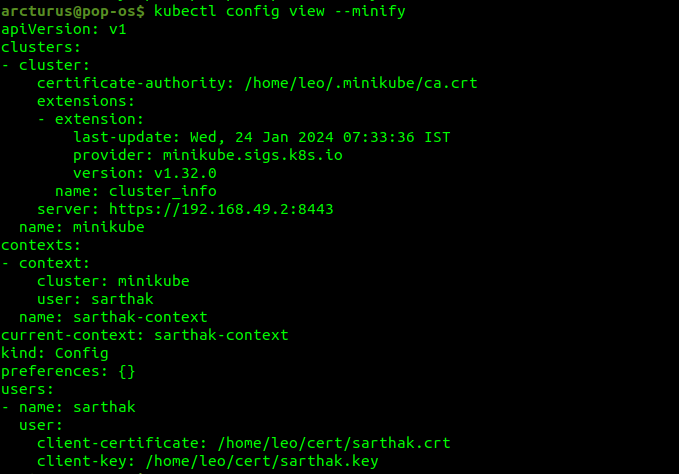 arcturus@pop-os$ kubectl config view --minify
apiVersion: v1
clusters:
- cluster:
    certificate-authority: /home/leo/.minikube/ca.crt
    extensions:
    - extension:
        last-update: Wed, 24 Jan 2024 07:33:36 IST
        provider: minikube.sigs.k8s.io
        version: v1.32.0
      name: cluster_info
    server: https://192.168.49.2:8443
  name: minikube
contexts:
- context:
    cluster: minikube
    user: sarthak
  name: sarthak-context
current-context: sarthak-context
kind: Config
preferences: {}
users:
- name: sarthak
  user:
    client-certificate: /home/leo/cert/sarthak.crt
    client-key: /home/leo/cert/sarthak.key